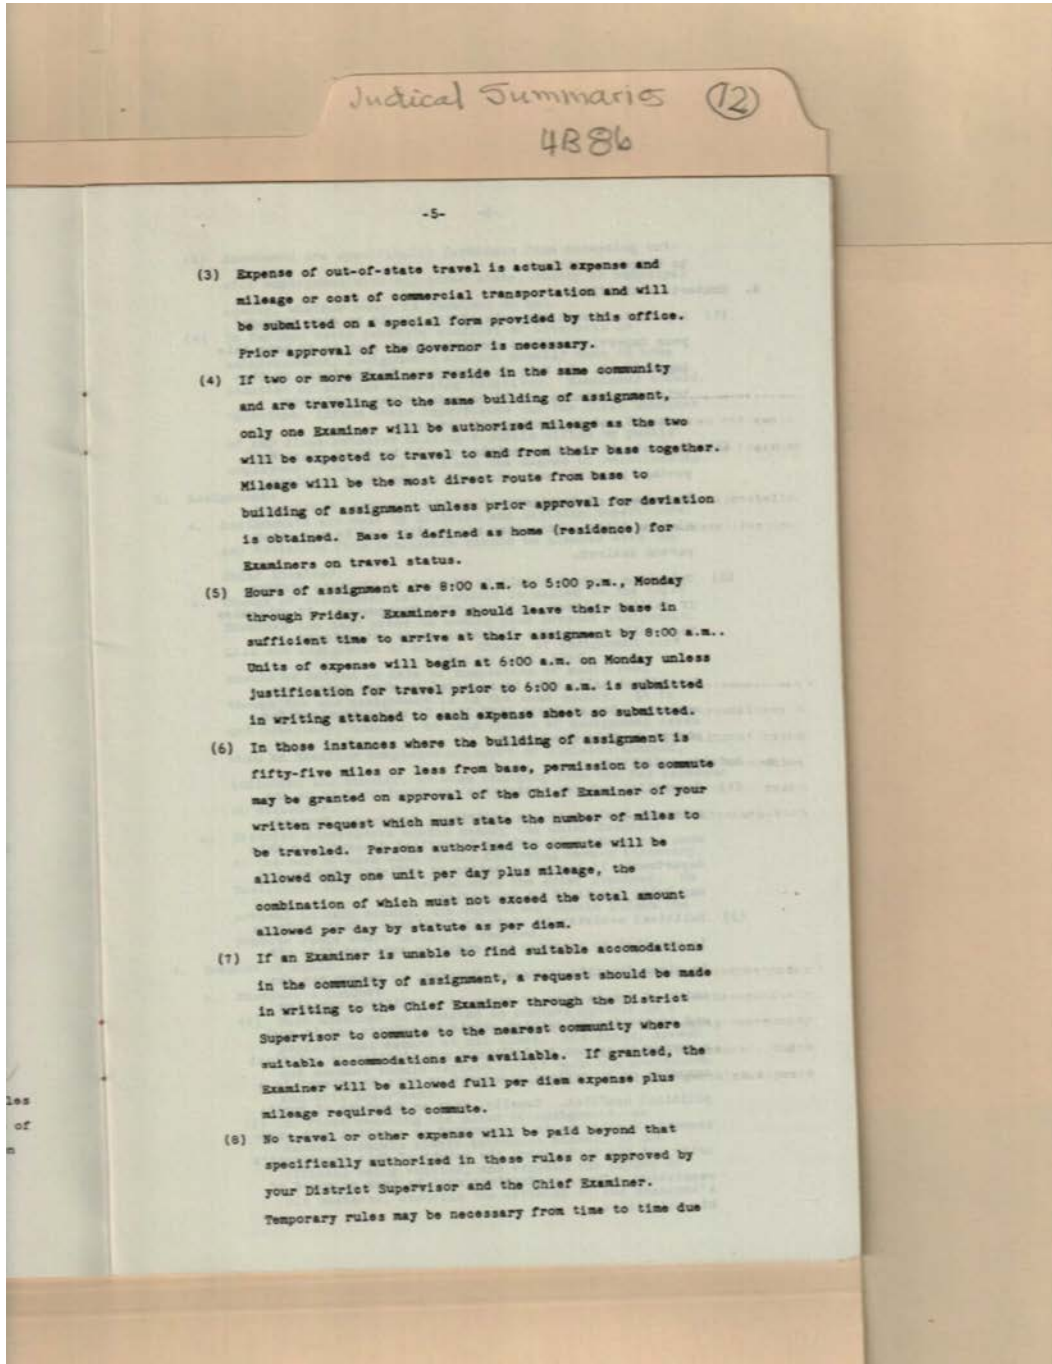 Judical Summaries (12)
4B86
-5-
(3) Expense of out-of-state travel is actual expense and
mileage or cost of commercial transportation and will
be submitted on a special form provided by this office.
Prior approval of the Governor is necessary.
(4) If two or more Examiners reside in the same community
and are traveling to the same building of assignment,
only one Examiner will be authorized mileage as the two
will be expected to travel to and from their base together.
Mileage will be the most direct route from base to
building of assignment unless prior approval for deviation
is obtained. Base is defined as home (residence) for
Examiners on travel status.
(5) Hours of assignment are 8:00 a.m. to 5:00 p.m., Monday
through Friday. Examiners should leave their base in
sufficient time to arrive at their assignment by 8:00 a.m..
Units of expense will begin at 6:00 a.m. on Monday unless
justification for travel prior to 6:00 a.m. is submitted
in writing attached to each expense sheet so submitted.
(6) In those instances where the building of assignment is
fifty-five miles or less from base, permission to commute
may be granted on approval of the Chief Examiner of your
written request which must state the number of miles to
be traveled. Persons authorized to commute will be
allowed only one unit per day plus mileage, the
combination of which must not exceed the total amount
allowed per day by statute as per diem.
(7) If an Examiner is unable to find suitable accomodations
in the community of assignment, a request should be made
in writing to the Chief Examiner through the District
Supervisor to commute to the nearest community where
suitable accommodations are available. If granted, the
Examiner will be allowed full per diem expense plus
mileage required to commute.
les
of
n
(8) No travel or other expense will be paid beyond that
specifically authorized in these rules or approved by
your District Supervisor and the Chief Examiner.
Temporary rules may be necessary from time to time due